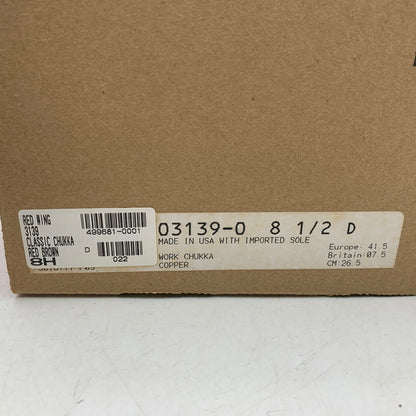 RED WING
3139
CLASSIC CHUKKA
RED BROWN
8H
499681-0001
D
022
03139-0 8 1/2 D
MADE IN USA WITH IMPORTED SOLE
WORK CHUKKA
COPPER
Europe: 41.5
Britain:07.5
CM:26.5